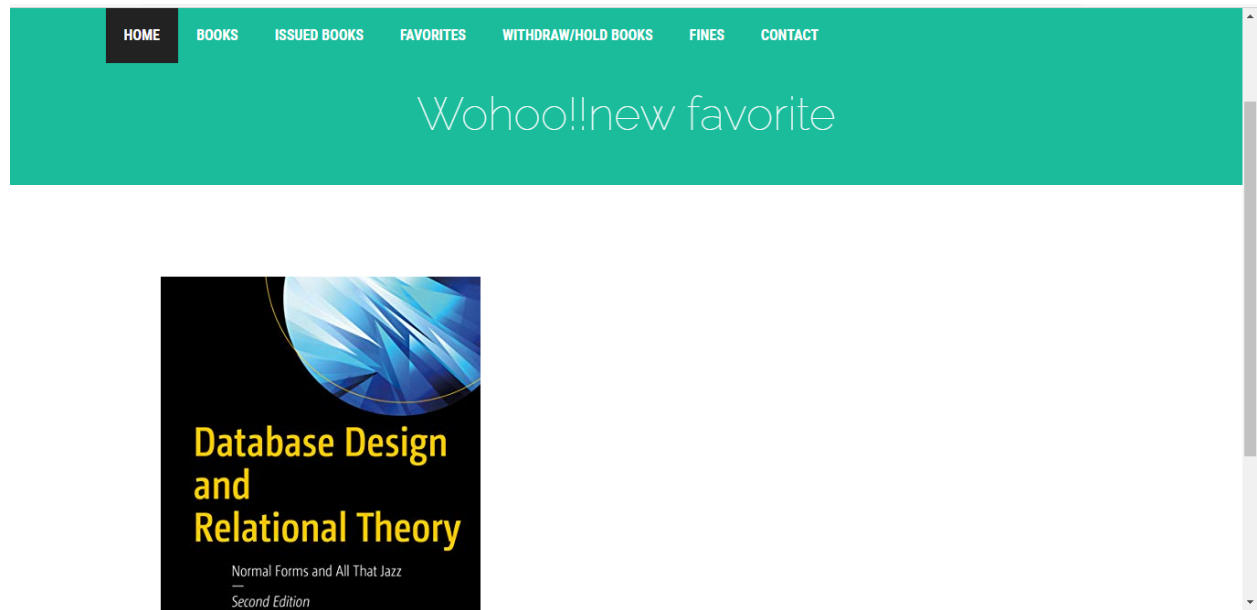 HOME BOOKS ISSUED BOOKS FAVORITES WITHDRAW/HOLD BOOKS FINES CONTACT
Wohoo!!new favorite
Database Design
and
Relational Theory
Normal Forms and All That Jazz
Second Edition